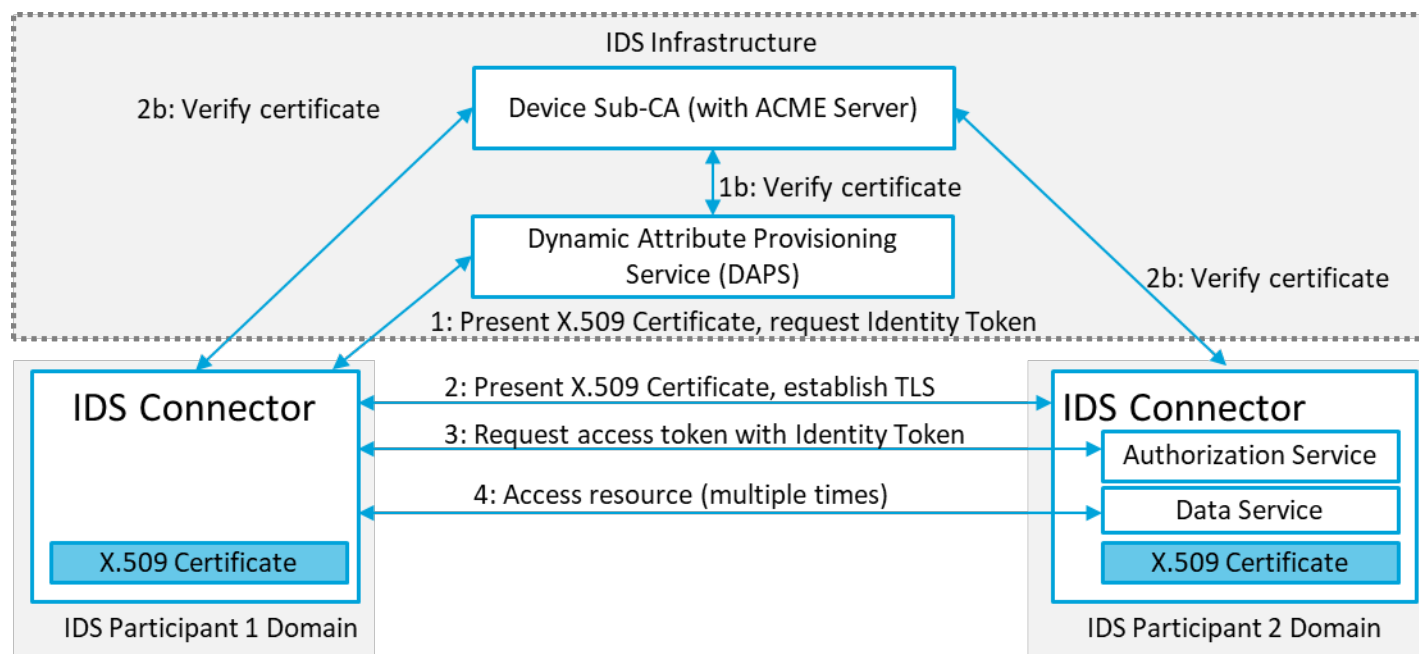 IDS Infrastructure
2b: Verify certificate
Device Sub-CA (with ACME Server)
1b: Verify certificate
Dynamic Attribute Provisioning
Service (DAPS)
2b: Verify certificate
1: Present X.509 Certificate, request Identity Token
IDS Connector
2: Present X.509 Certificate, establish TLS
IDS Connector
3: Request access token with Identity Token
Authorization Service
4: Access resource (multiple times)
Data Service
X.509 Certificate
X.509 Certificate
IDS Participant 1 Domain
IDS Participant 2 Domain